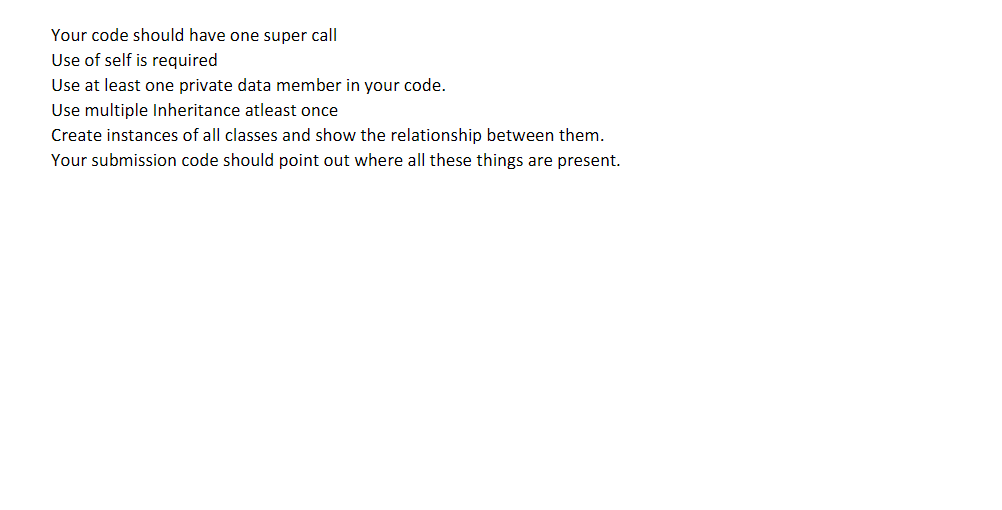 Your code should have one super call
Use of self is required
Use at least one private data member in your code.
Use multiple Inheritance atleast once
Create instances of all classes and show the relationship between them.
Your submission code should point out where all these things are present.